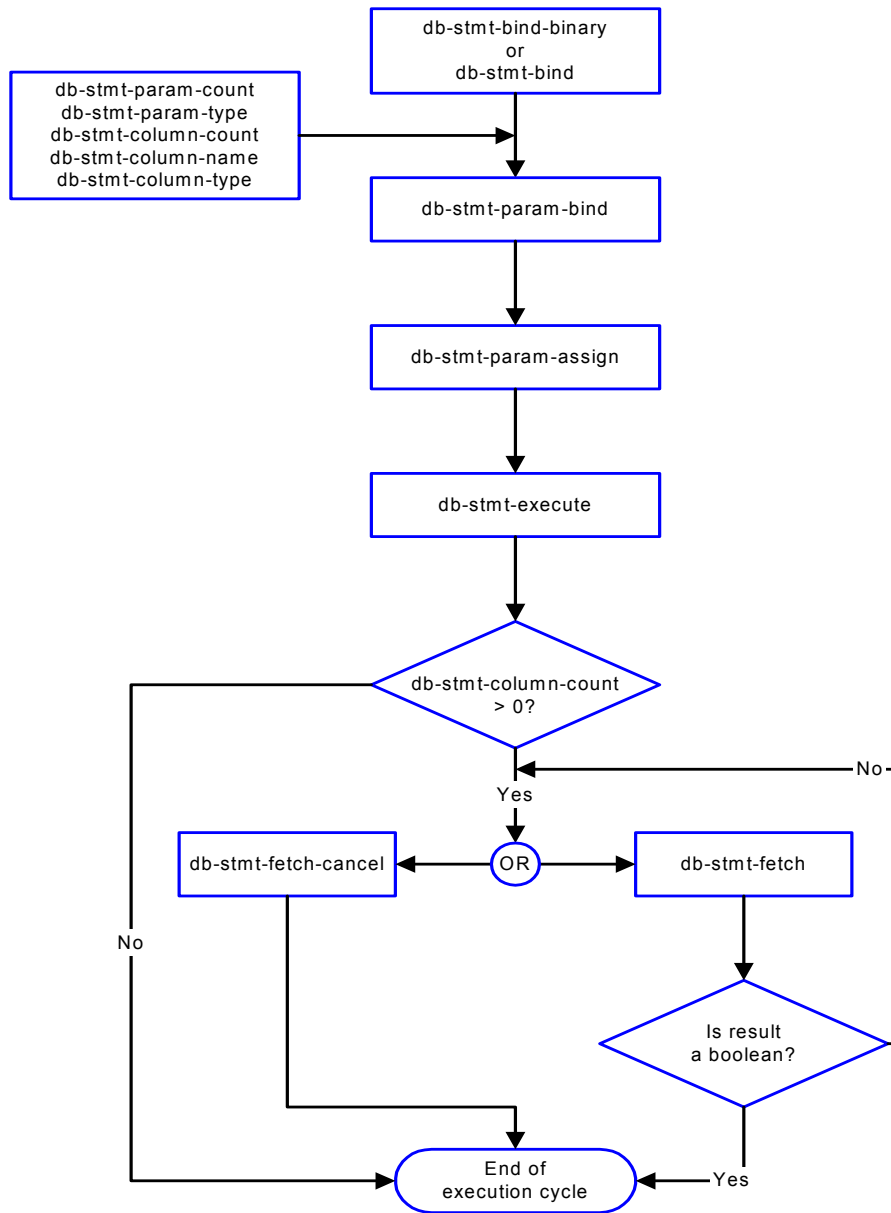 db-stmt-bind-binary
or
db-stmt-bind
db-stmt-param-count
db-stmt-param-type
db-stmt-column-count
db-stmt-column-name
db-stmt-column-type
db-stmt-param-bind
db-stmt-param-assign
db-stmt-execute
db-stmt-column-count
> 0?
No
Yes
db-stmt-fetch-cancel
OR
db-stmt-fetch
No
Is result
a boolean?
End of
execution cycle
Yes